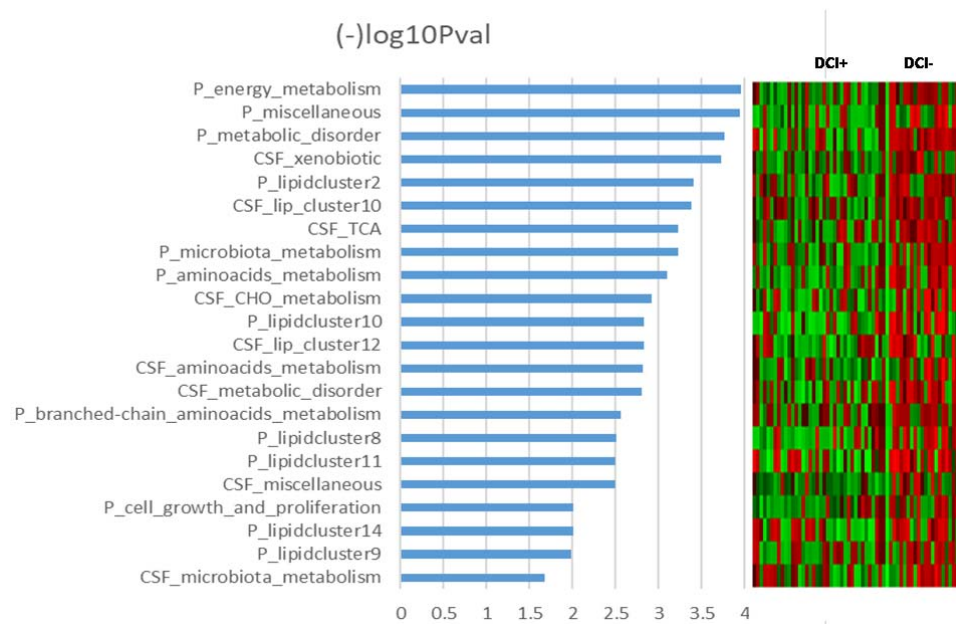 (-)log10Pval
DCI+ DCI-
P_energy_metabolism
P_miscellaneous
P_metabolic_disorder
CSF_xenobiotic
P_lipidcluster2
CSF_lip_cluster10
CSF_TCA
P_microbiota_metabolism
P_aminoacids_metabolism
CSF_CHO_metabolism
P_lipidcluster10
CSF_lip_cluster12
CSF_aminoacids_metabolism
CSF_metabolic_disorder
P_branched-chain_aminoacids_metabolism
P_lipidcluster8
P_lipidcluster11
CSF_miscellaneous
P_cell_growth_and_proliferation
P_lipidcluster14
P_lipidcluster9
CSF_microbiota_metabolism
0 0.5 1 1.5 2 2.5 3 3.5 4